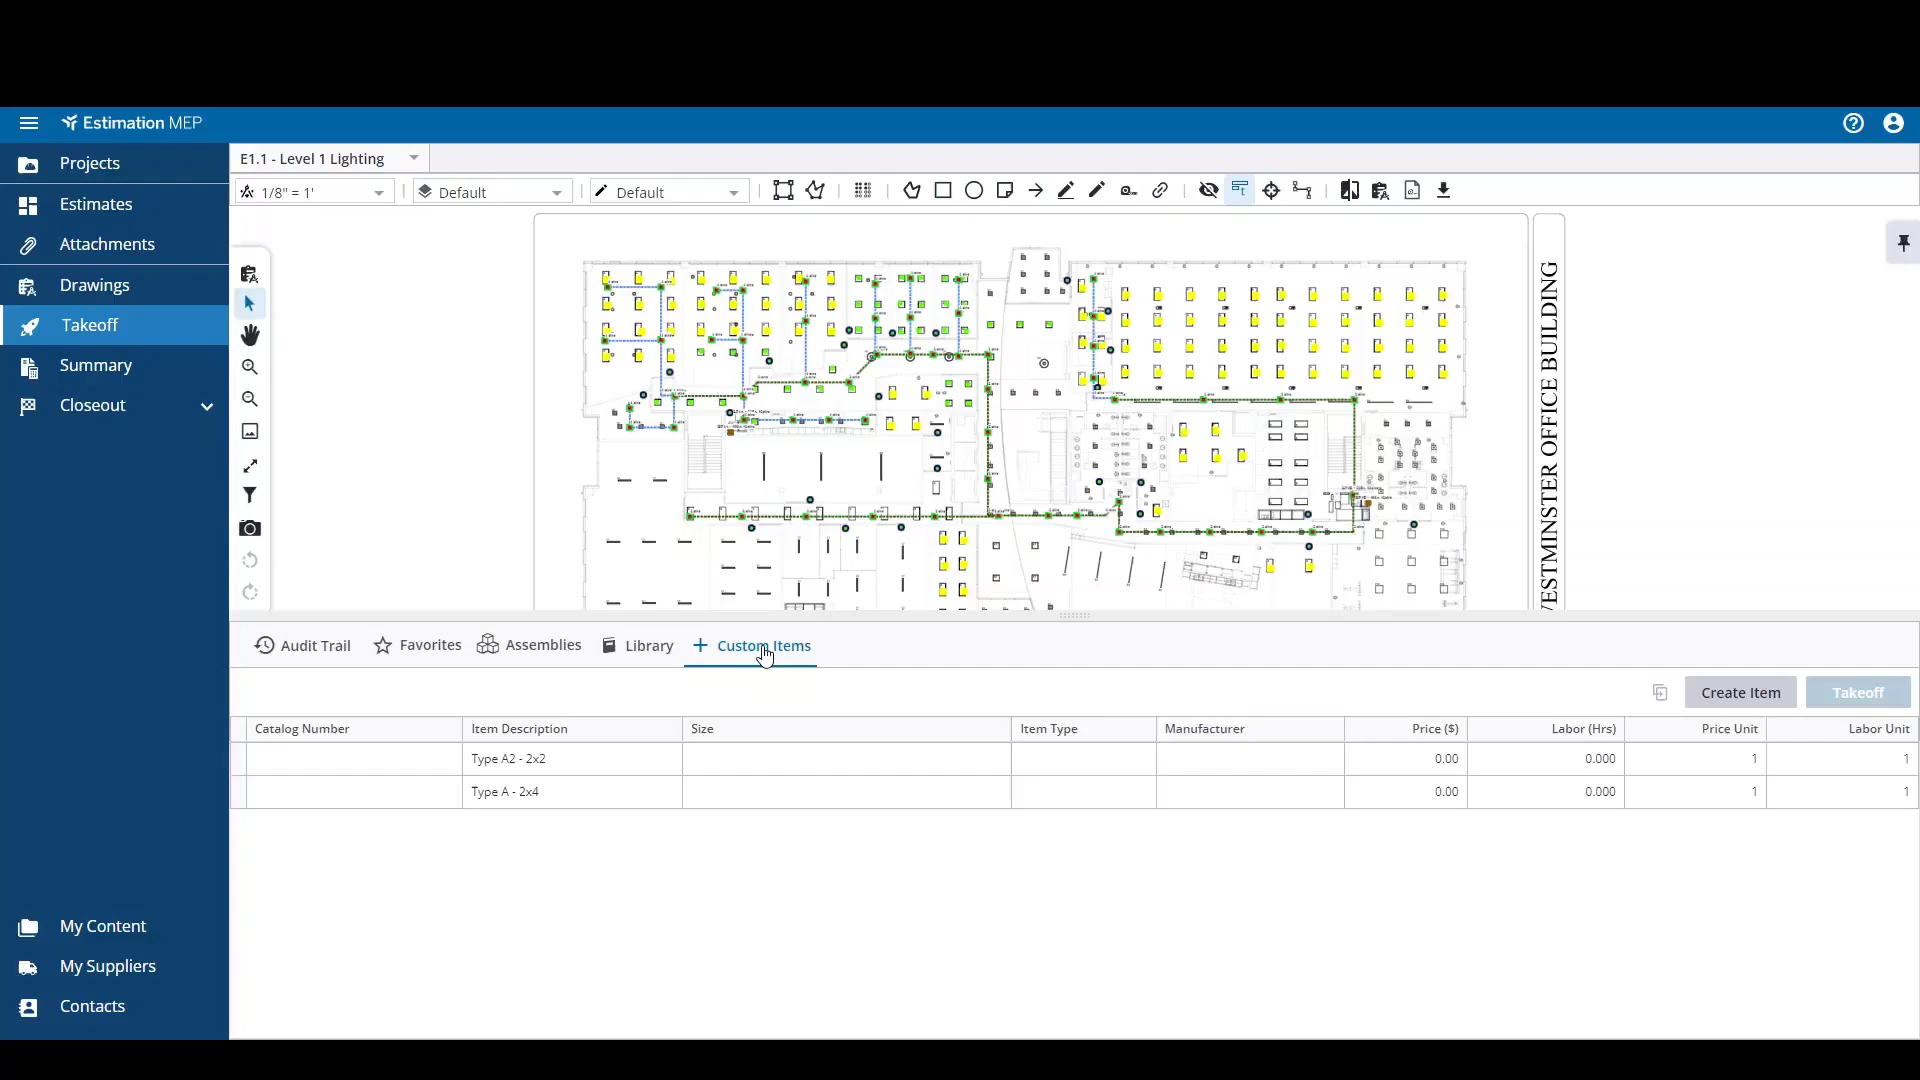 Estimation MEP
Projects
Estimates
Attachments
Drawings
Takeoff
Summary
Closeout
My Content
My Suppliers
Contacts
E1.1 - Level 1 Lighting
1/8" = 1'
Default
Default
WESTMINSTER OFFICE BUILDING
Audit Trail
Favorites
Assemblies
Library
Custom Items
Create Item
Takeoff
Catalog Number Item Description Size Item Type Manufacturer Price ($) Labor (Hrs) Price Unit Labor Unit
Type A2 - 2x2 0.00 0.000 1 1
Type A - 2x4 0.00 0.000 1 1